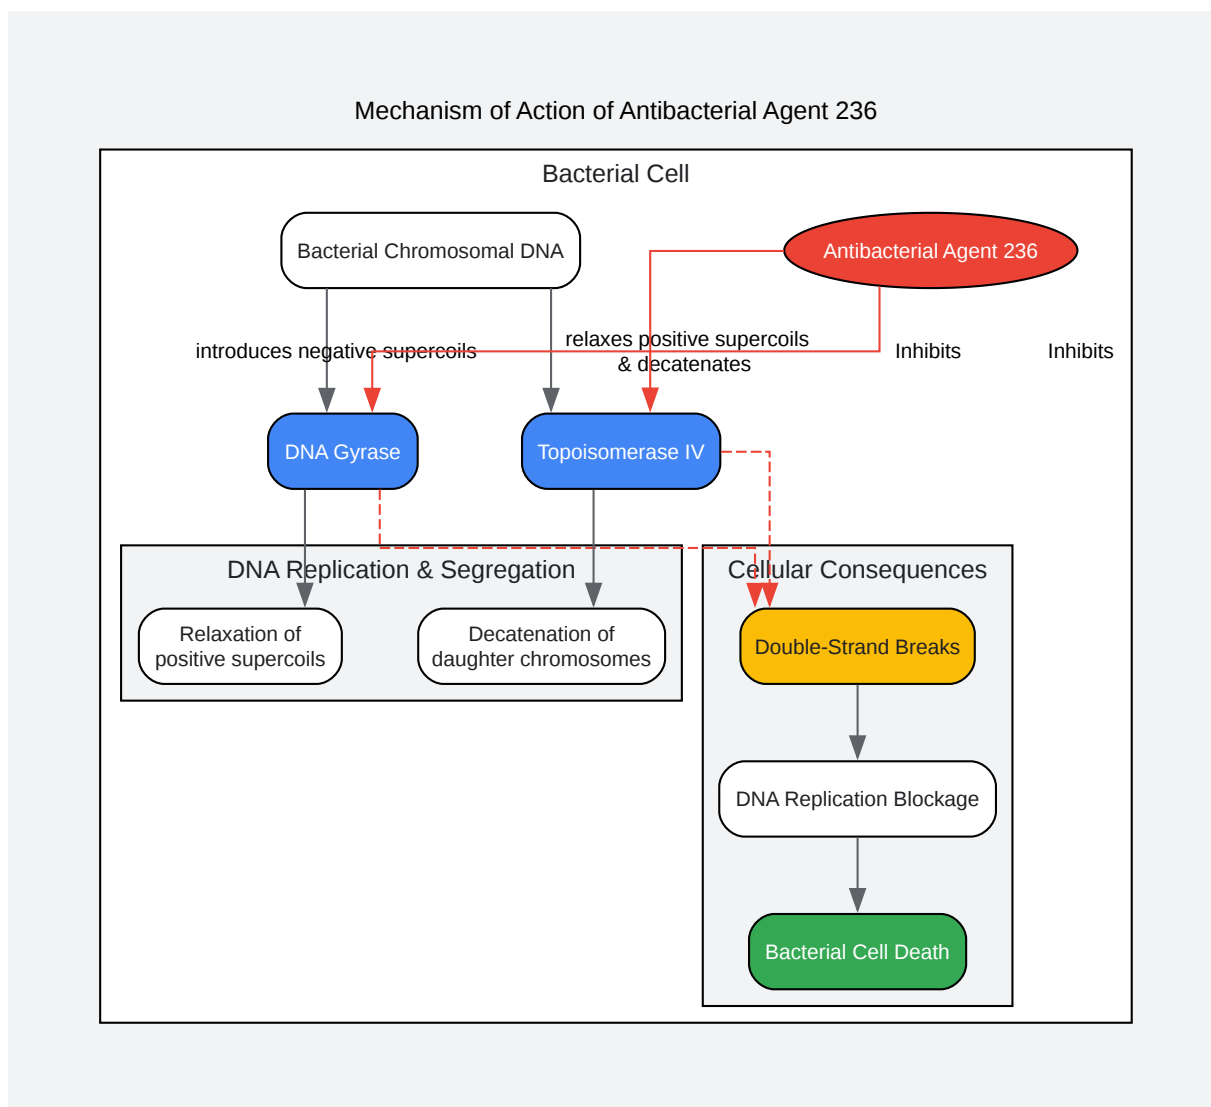 Mechanism of Action of Antibacterial Agent 236
Bacterial Cell
Bacterial Chromosomal DNA
Antibacterial Agent 236
introduces negative supercoils
relaxes positive supercoils
& decatenates
Inhibits
Inhibits
DNA Gyrase
Topoisomerase IV
DNA Replication & Segregation
Cellular Consequences
Relaxation of
positive supercoils
Decatenation of
daughter chromosomes
Double-Strand Breaks
DNA Replication Blockage
Bacterial Cell Death